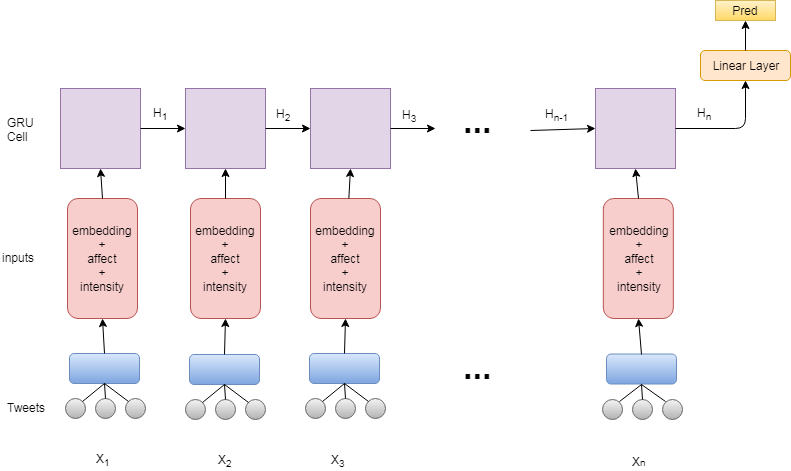 Pred
Linear Layer
GRU
Cell
H1
H2
H3
...
Hn-1
Hn
inputs
embedding
+
affect
+
intensity
embedding
+
affect
+
intensity
embedding
+
affect
+
intensity
embedding
+
affect
+
intensity
...
Tweets
X1
X2
X3
Xn